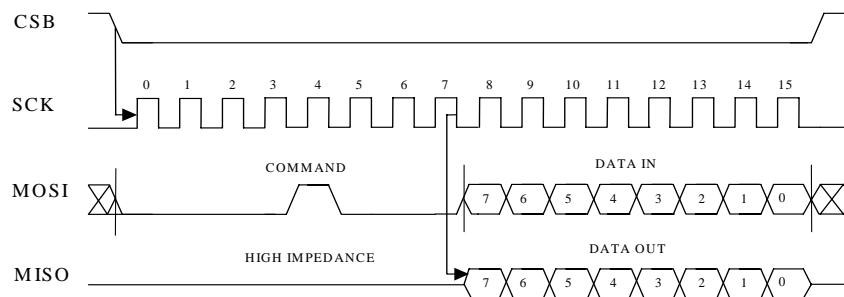 CSB
0 1 2 3 4 5 6 7 8 9 10 11 12 13 14 15
SCK
COMMAND DATA IN
MOSI
7 6 5 4 3 2 1 0
HIGH IMPEDANCE DATA OUT
MISO
7 6 5 4 3 2 1 0